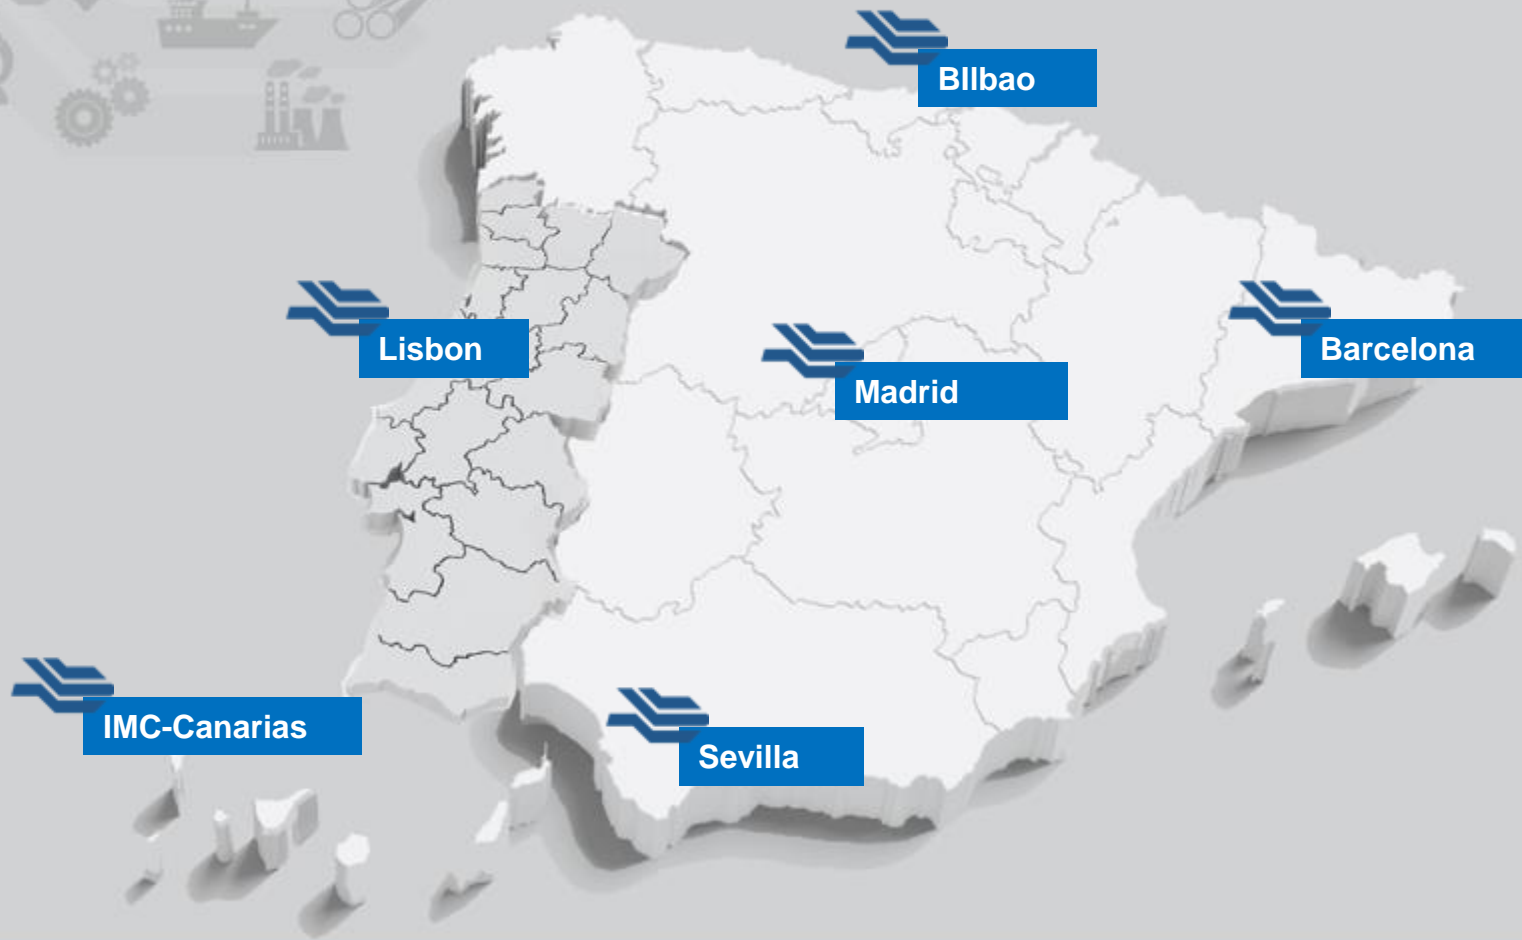 BIlbao
Lisbon
Barcelona
Madrid
IMC-Canarias
Sevilla